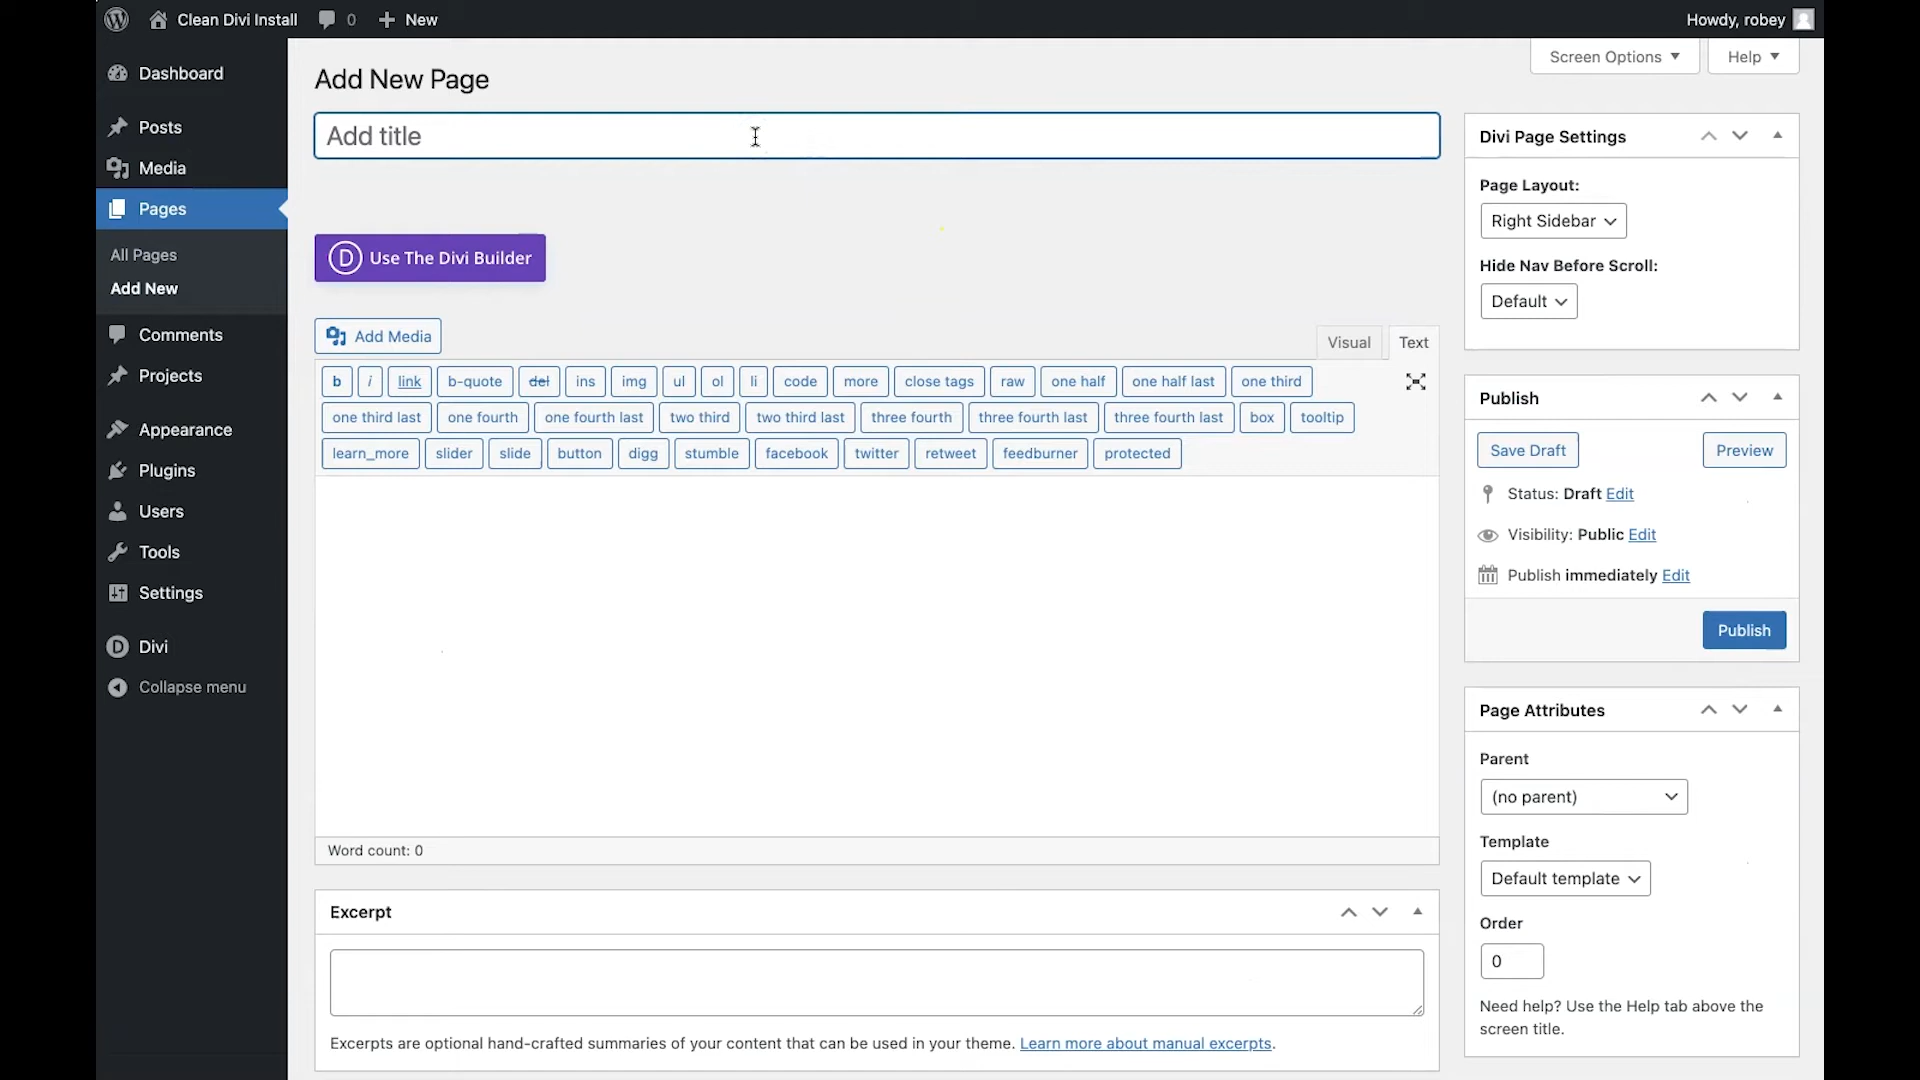 Clean Divi Install 0 New Howdy, robey
Screen Options Help
Dashboard
Posts
Media
Pages
All Pages
Add New
Comments
Projects
Appearance
Plugins
Users
Tools
Settings
D Divi
Collapse menu
Add New Page
Add title
D Use The Divi Builder
Add Media
Visual Text
b i link b-quote del ins img ul ol li code more close tags raw one half one half last one third
one third last one fourth one fourth last two third two third last three fourth three fourth last three fourth last box tooltip
learn_more slider slide button digg stumble facebook twitter retweet feedburner protected
Word count: 0
Excerpt
Excerpts are optional hand-crafted summaries of your content that can be used in your theme. Learn more about manual excerpts.
Divi Page Settings
Page Layout:
Right Sidebar
Hide Nav Before Scroll:
Default
Publish
Save Draft Preview
Status: Draft Edit
Visibility: Public Edit
Publish immediately Edit
Publish
Page Attributes
Parent
(no parent)
Template
Default template
Order
0
Need help? Use the Help tab above the
screen title.